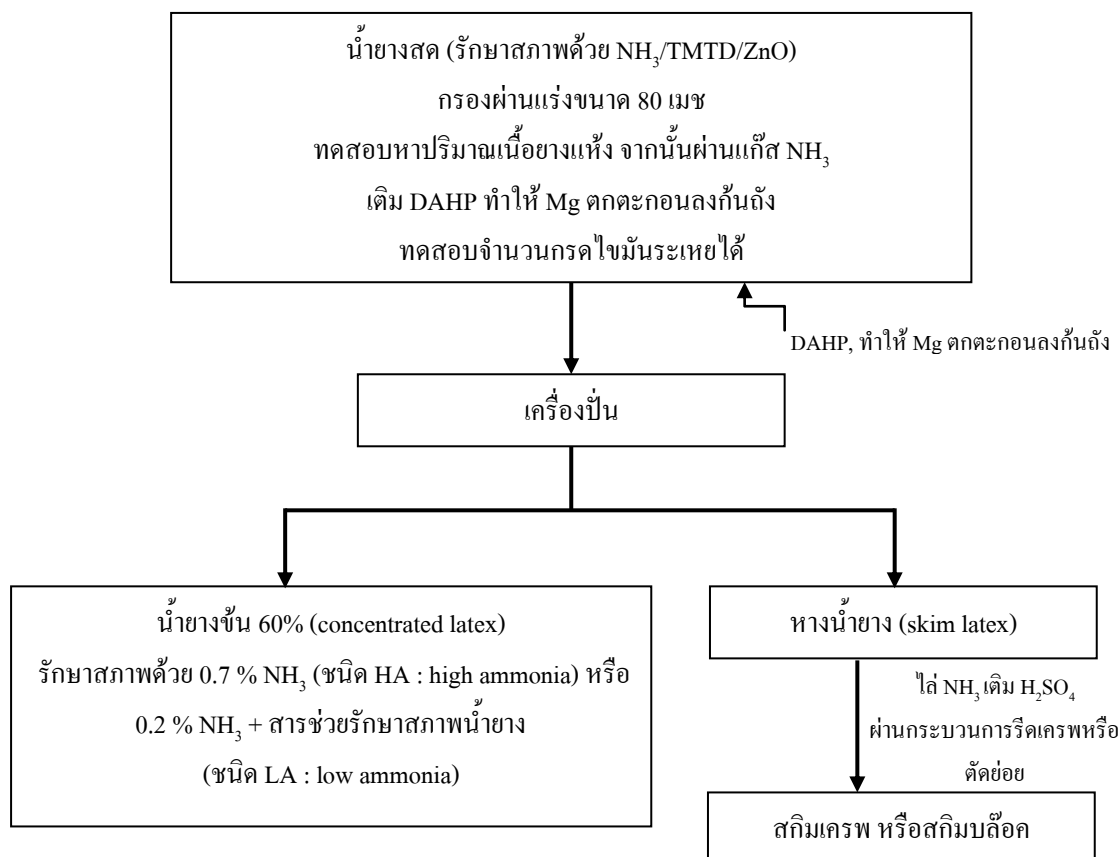 น้ำยางสด (รักษาสภาพด้วย NH₃/TMTD/ZnO)
กรองผ่านแร่งขนาด 80 เมช
ทดสอบหาปริมาณเนื้อยางแห้ง จากนั้นผ่านแก๊ส NH₃
เติม DAHP ทำให้ Mg ตกตะกอนลงก้นถัง
ทดสอบจำนวนกรดไขมันระเหยได้
DAHP, ทำให้ Mg ตกตะกอนลงก้นถัง
เครื่องปั่น
น้ำยางข้น 60% (concentrated latex)
รักษาสภาพด้วย 0.7 % NH₃ (ชนิด HA : high ammonia) หรือ
0.2 % NH₃ + สารช่วยรักษาสภาพน้ำยาง
(ชนิด LA : low ammonia)
หางน้ำยาง (skim latex)
ไล่ NH₃ เติม H₂SO₄
ผ่านกระบวนการรีดเครพหรือ
ตัดย่อย
สกิมเครพ หรือสกิมบล๊อค